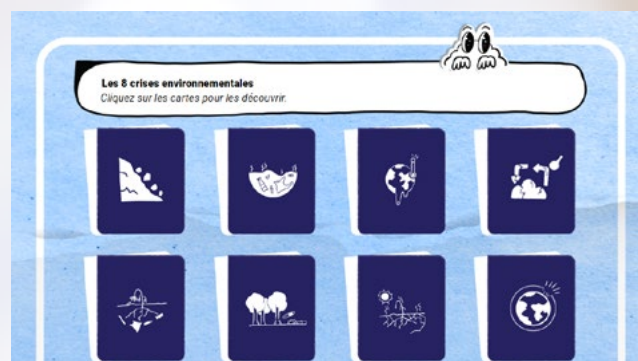 Les 8 crises environnementales
Cliquez sur les cartes pour les découvrir.